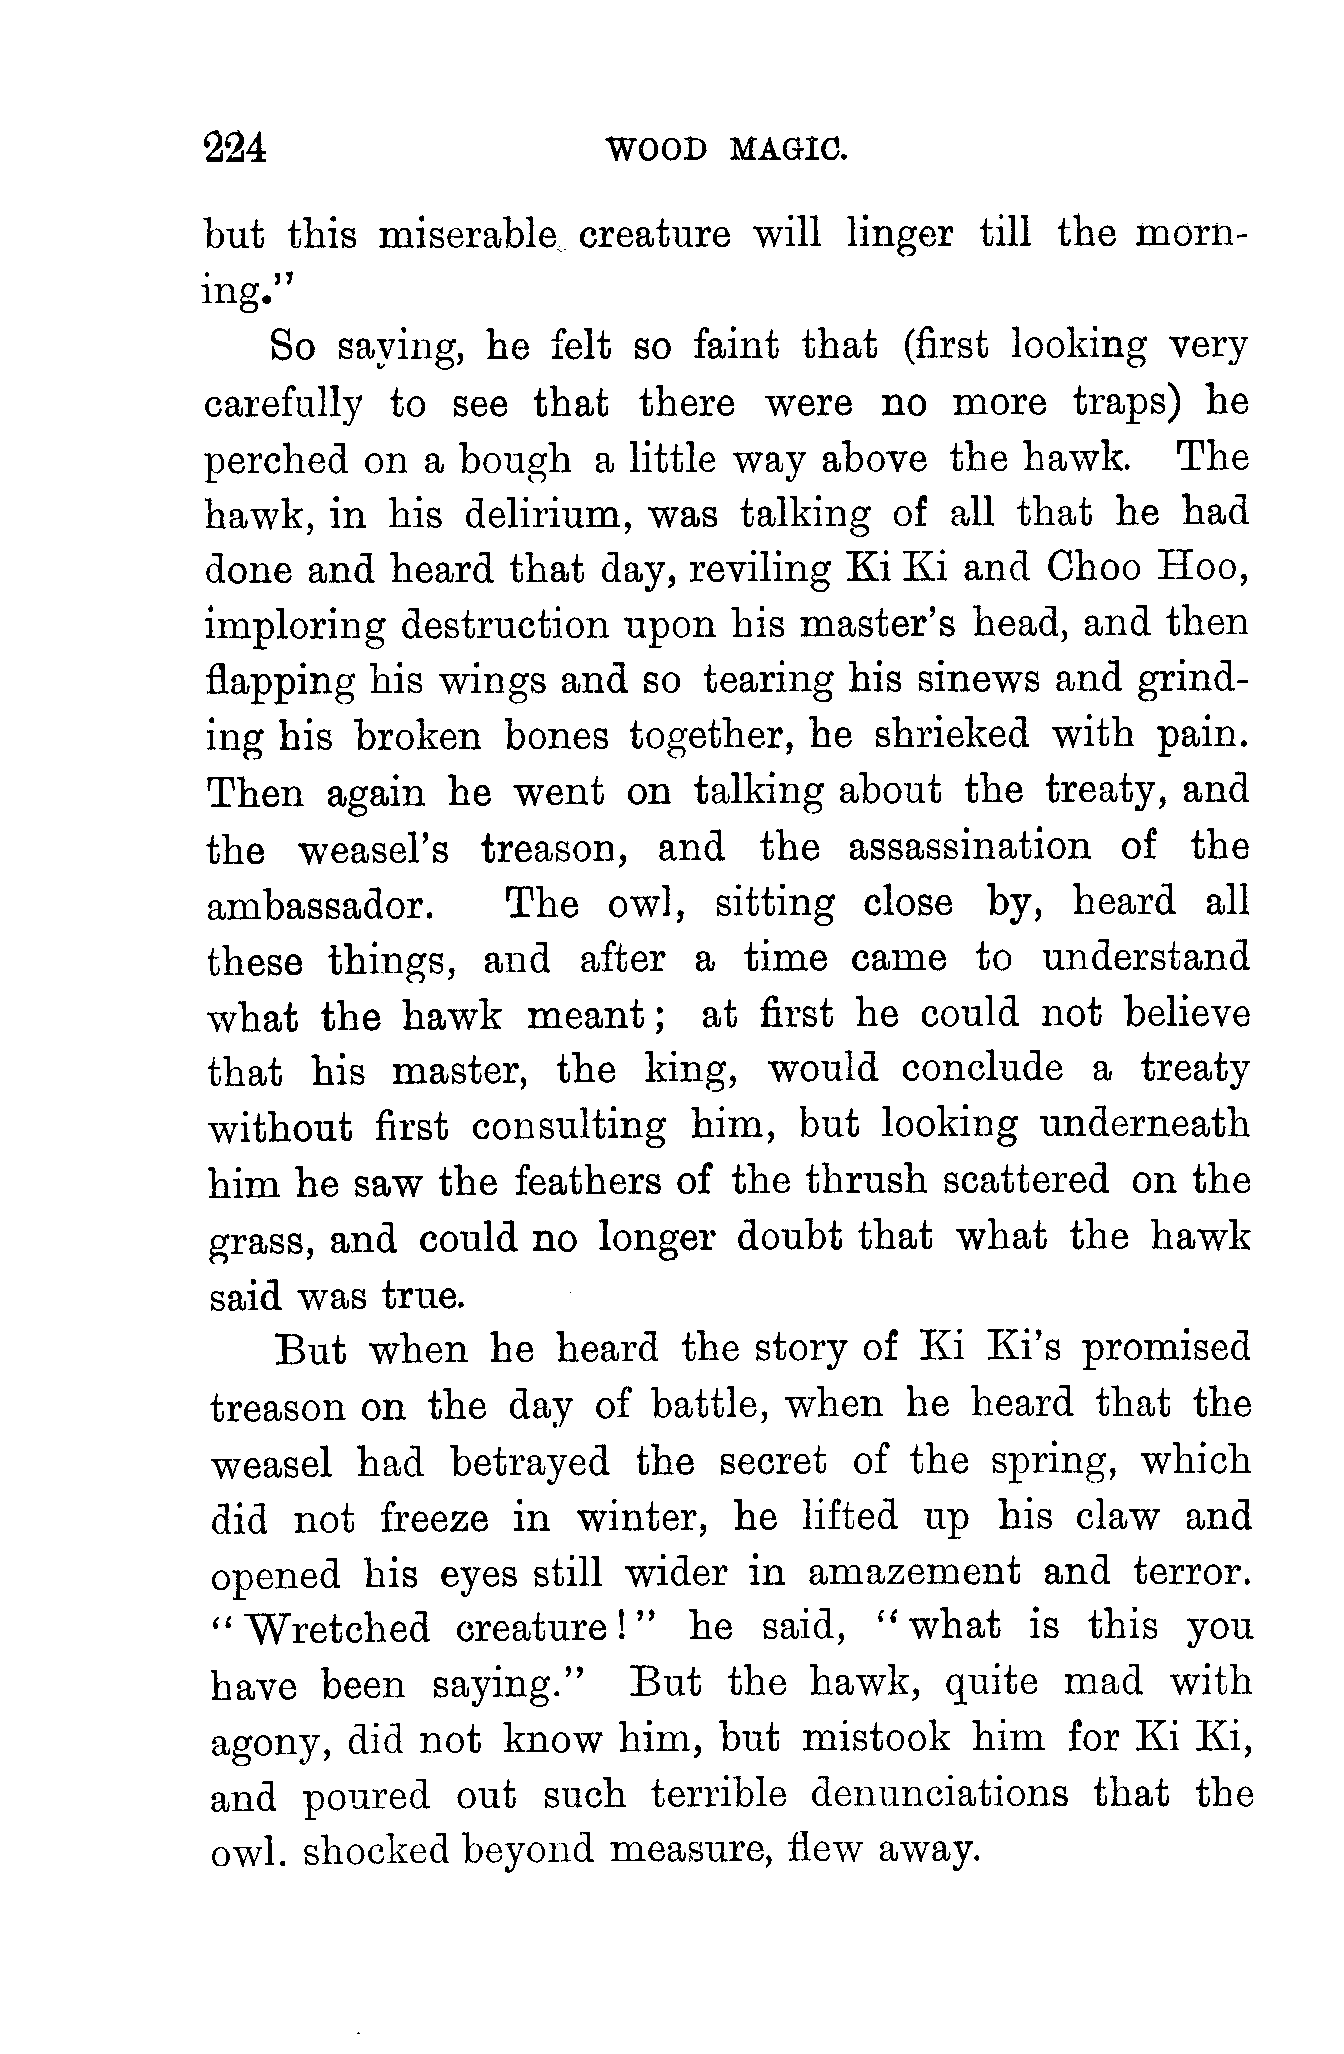 224 WOOD MAGIC.
but this miserable creature will linger till the morn-
ing."
So saying, he felt so faint that (first looking very
carefully to see that there were no more traps) he
perched on a bough a little way above the hawk. The
hawk, in his delirium, was talking of all that he had
done and heard that day, reviling Ki Ki and Choo Hoo,
imploring destruction upon his master's head, and then
flapping his wings and so tearing his sinews and grind-
ing his broken bones together, he shrieked with pain.
Then again he went on talking about the treaty, and
the weasel's treason, and the assassination of the
ambassador. The owl, sitting close by, heard all
these things, and after a time came to understand
what the hawk meant; at first he could not believe
that his master, the king, would conclude a treaty
without first consulting him, but looking underneath
him he saw the feathers of the thrush scattered on the
grass, and could no longer doubt that what the hawk
said was true.
But when he heard the story of Ki Ki's promised
treason on the day of battle, when he heard that the
weasel had betrayed the secret of the spring, which
did not freeze in winter, he lifted up his claw and
opened his eyes still wider in amazement and terror.
"Wretched creature!" he said, "what is this you
have been saying." But the hawk, quite mad with
agony, did not know him, but mistook him for Ki Ki,
and poured out such terrible denunciations that the
owl. shocked beyond measure, flew away.